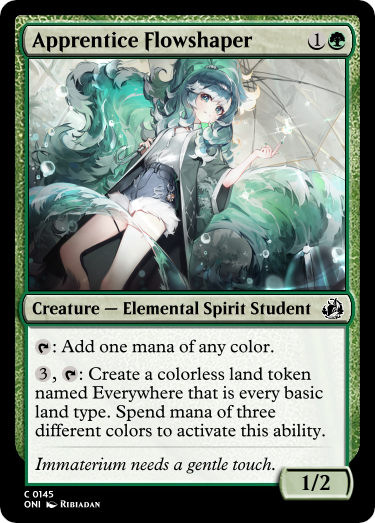 Apprentice Flowshaper 1
Creature — Elemental Spirit Student
: Add one mana of any color.
3, : Create a colorless land token
named Everywhere that is every basic
land type. Spend mana of three
different colors to activate this ability.
Immaterium needs a gentle touch.
1/2
C 0145
ONI RIBIADAN